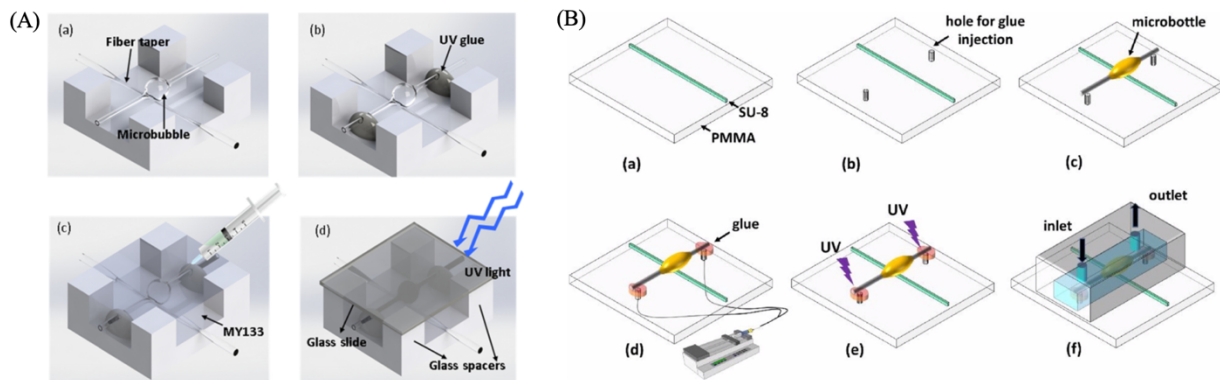 (A)
(a)
Fiber taper
Microbubble
(b)
UV glue
(c)
MY133
(d)
UV light
Glass slide
Glass spacers
(B)
SU-8
PMMA
(a)
hole for glue
injection
(b)
microbottle
(c)
glue
(d)
UV
UV
(e)
outlet
inlet
(f)